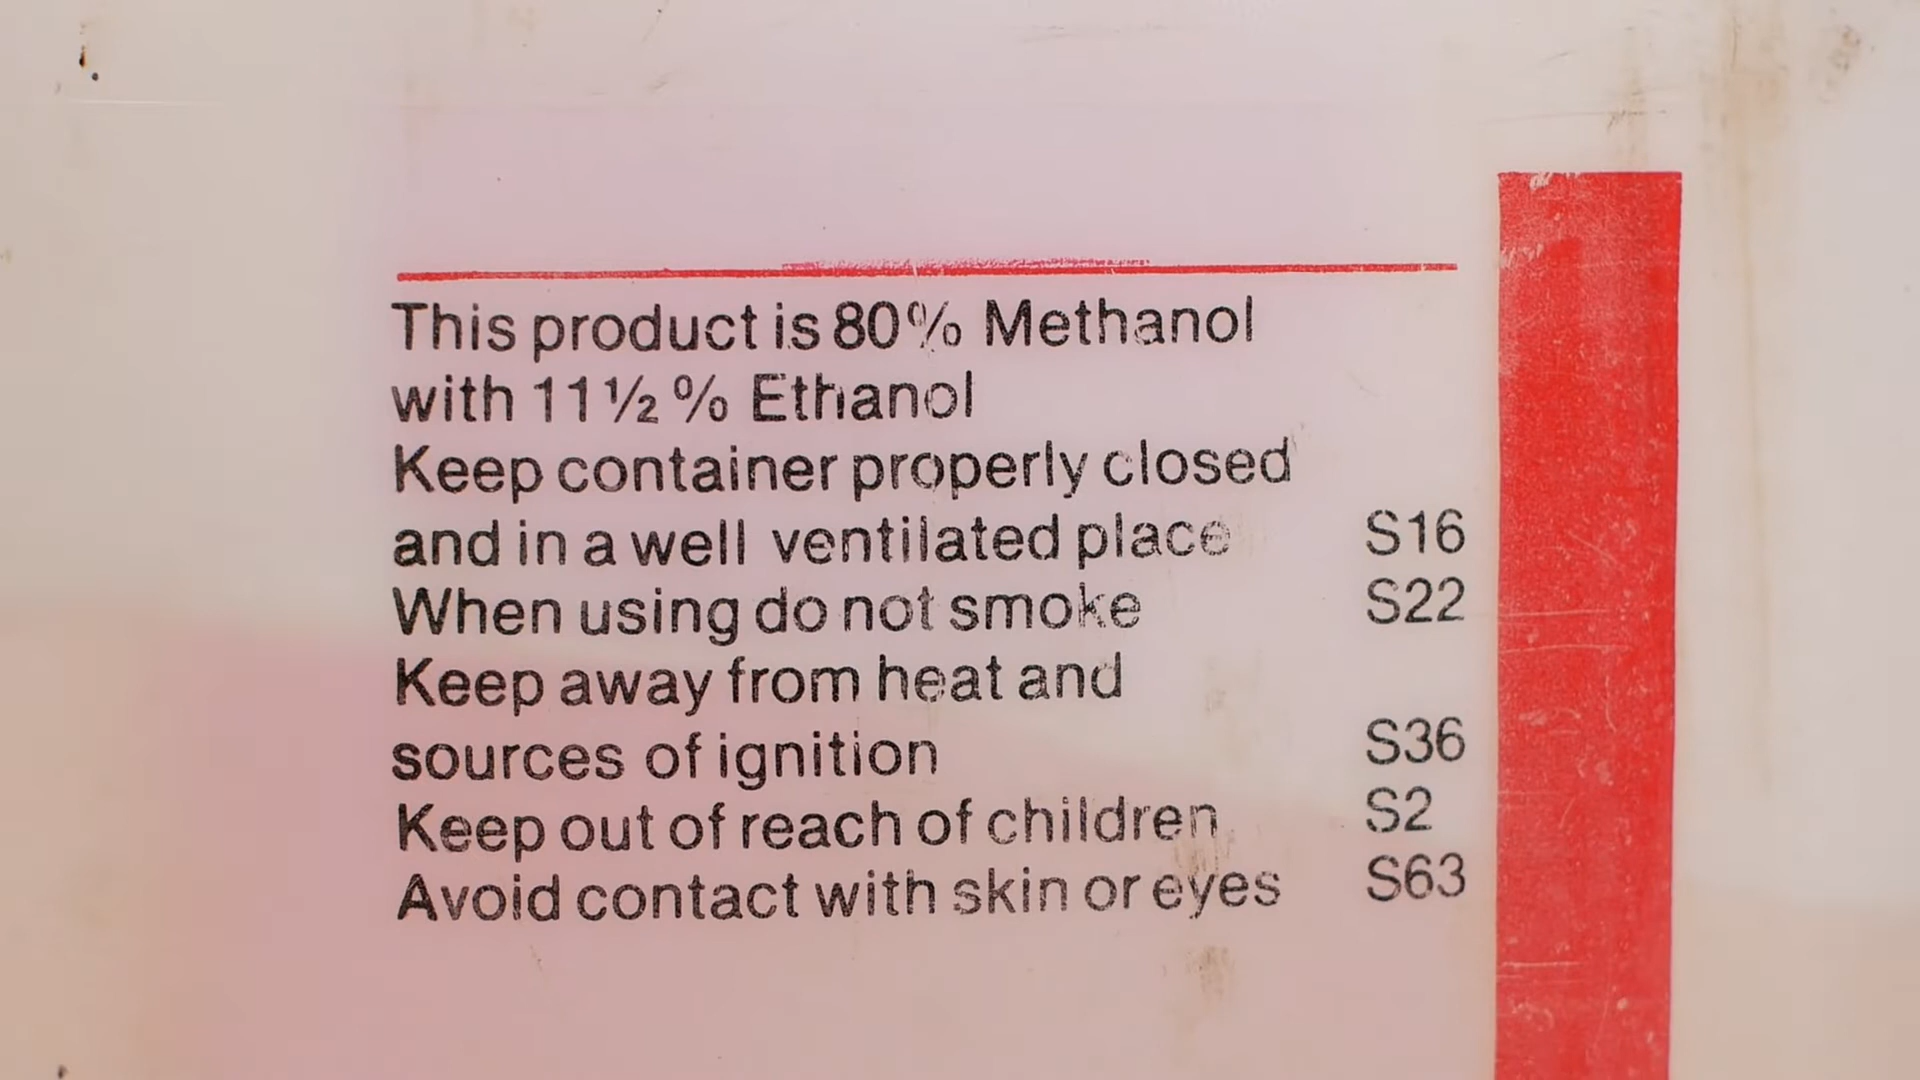 This product is 80% Methanol
with 11½% Ethanol
Keep container properly closed
and in a well ventilated place S16
When using do not smoke S22
Keep away from heat and
sources of ignition S36
Keep out of reach of children S2
Avoid contact with skin or eyes S63